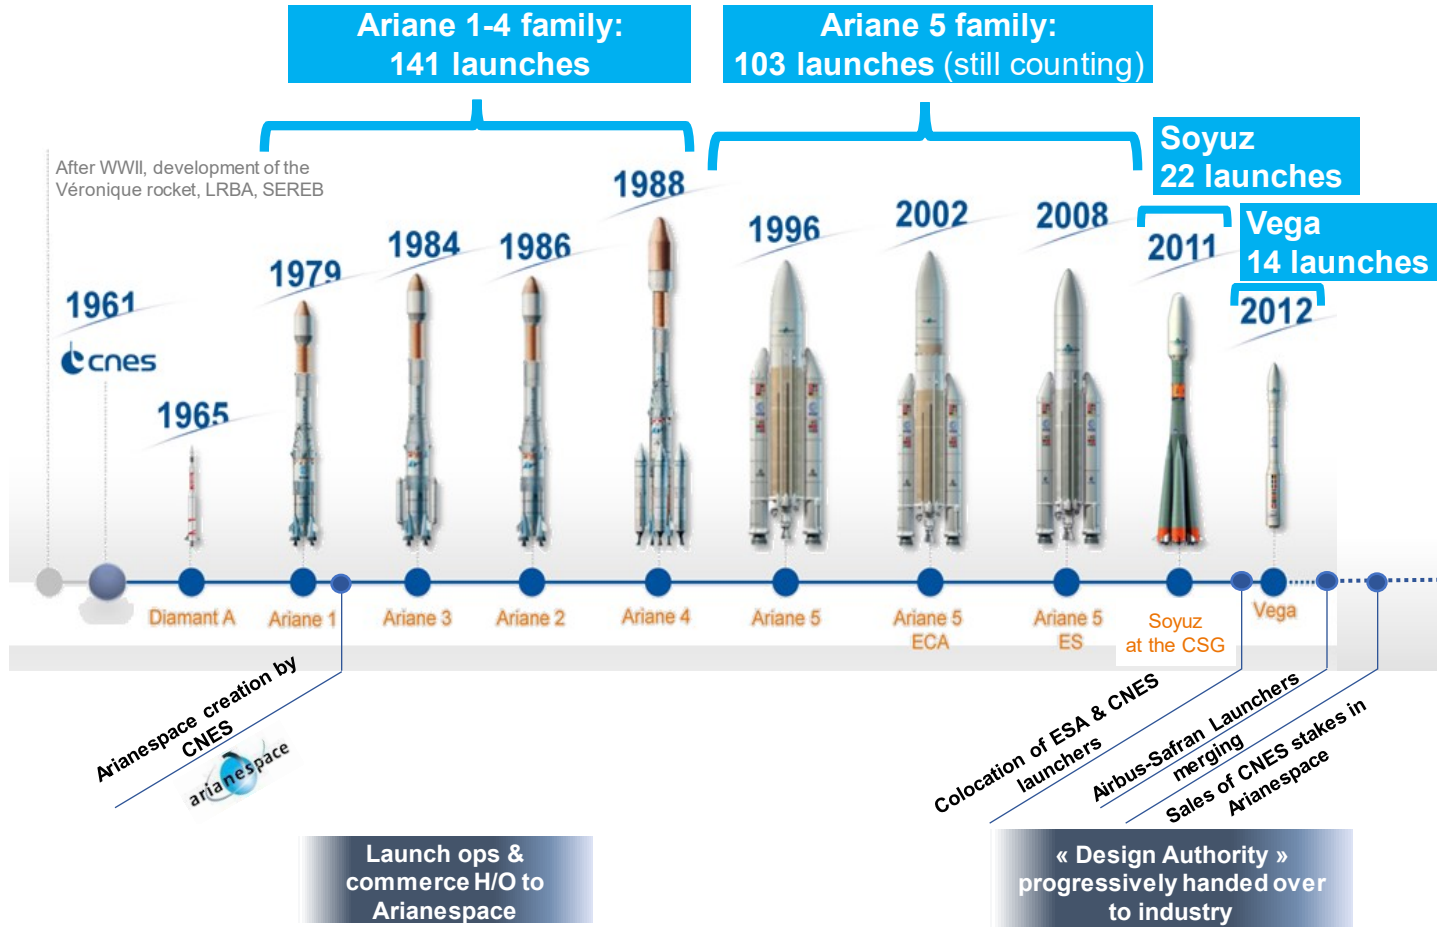 Ariane 1-4 family:
141 launches
Ariane 5 family:
103 launches (still counting)
Soyuz
22 launches
Vega
14 launches
After WWII, development of the
Véronique rocket, LRBA, SEREB
1961
cnes
1965
1979
1984
1986
1988
1996
2002
2008
2011
2012
Diamant A
Ariane 1
Ariane 3
Ariane 2
Ariane 4
Ariane 5
Ariane 5
ECA
Ariane 5
ES
Soyuz
at the CSG
Vega
Arianespace creation by
CNES
arianespace
Colocation of ESA & CNES
launchers
Airbus-Safran Launchers
merging
Sales of CNES stakes in
Arianespace
Launch ops &
commerce H/O to
Arianespace
« Design Authority »
progressively handed over
to industry